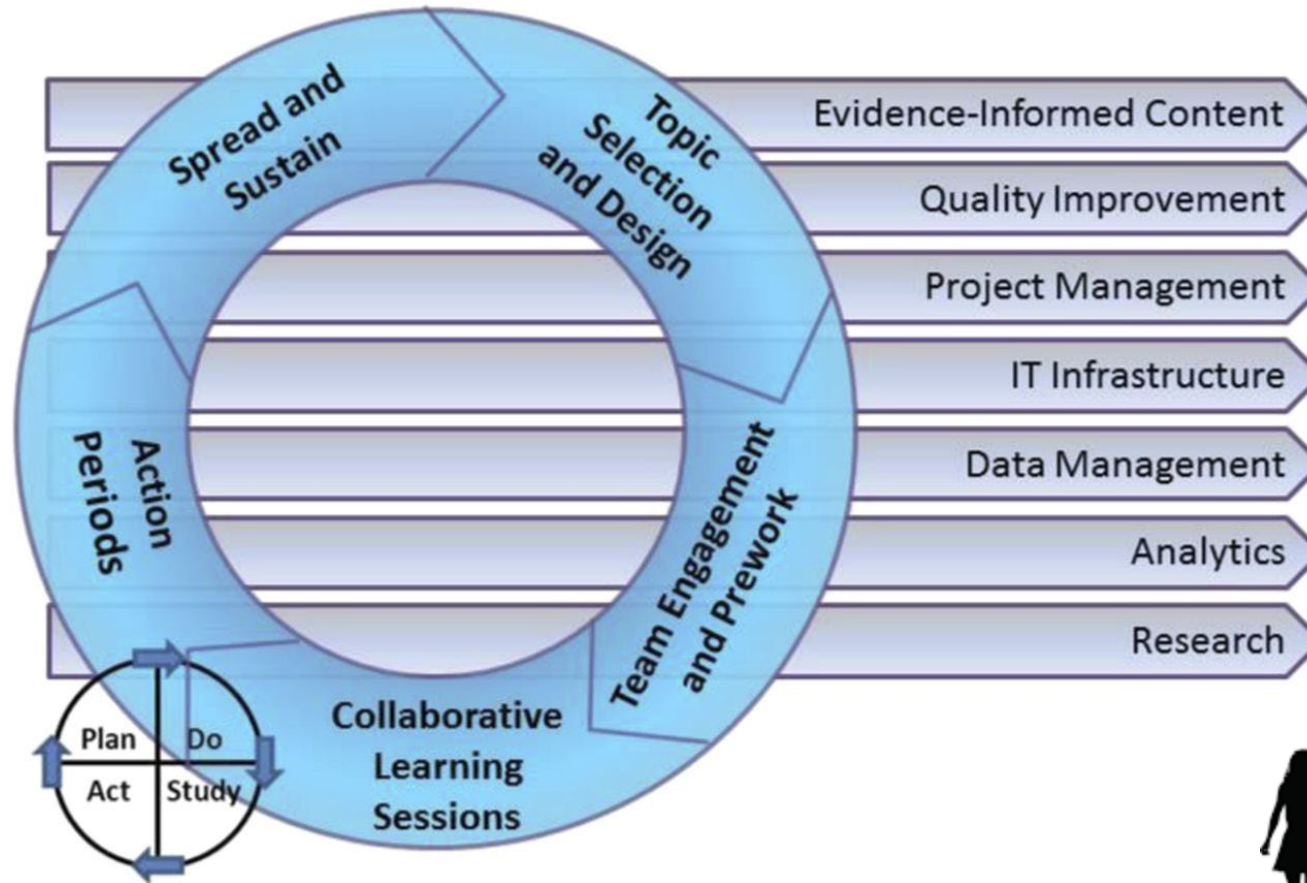 Spread and
Sustain
Topic
Selection
and Design
Evidence-Informed Content
Quality Improvement
Project Management
IT Infrastructure
Data Management
Analytics
Research
Action
Periods
Team Engagement
and Prework
Collaborative
Learning
Sessions
Plan
Do
Act
Study